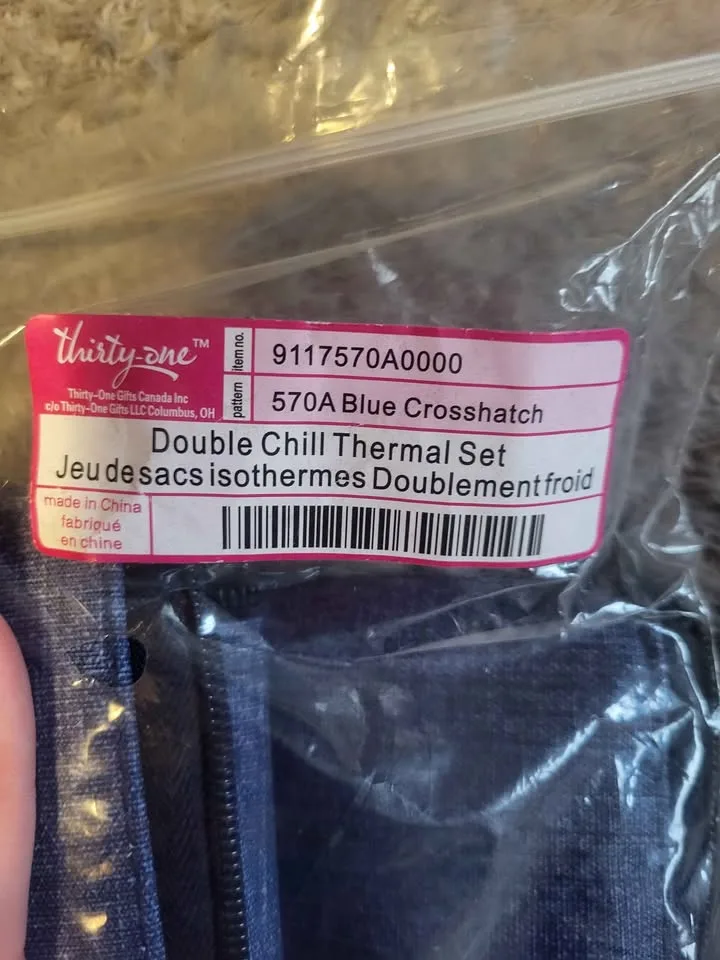 thirty-one™
Thirty-One Gifts Canada Inc
c/o Thirty-One Gifts LLC Columbus, OH
item no.
9117570A0000
pattern
570A Blue Crosshatch
Double Chill Thermal Set
Jeu de sacs isothermes Doublement froid
made in China
fabriqué
en chine